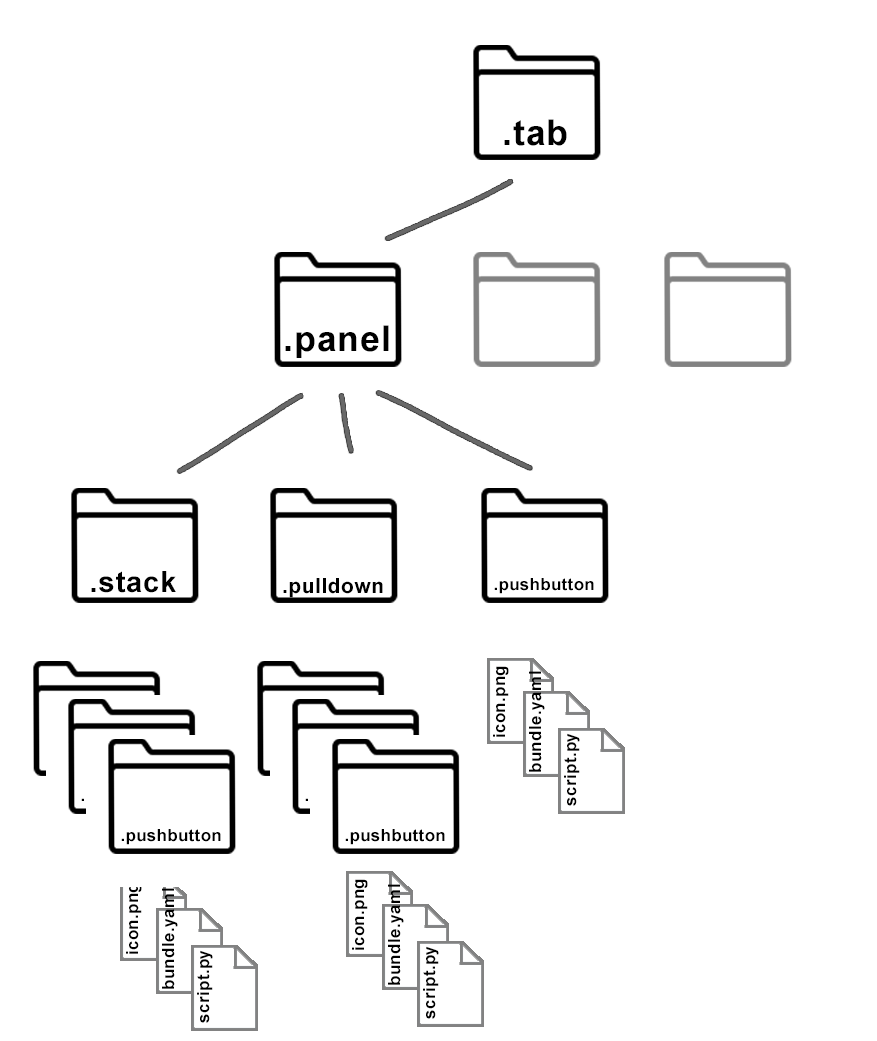 .tab
.panel
.stack
.pulldown
.pushbutton
icon.png
bundle.yaml
script.py
.
.pushbutton
.
.pushbutton
icon.png
bundle.yaml
script.py
icon.png
bundle.yaml
script.py